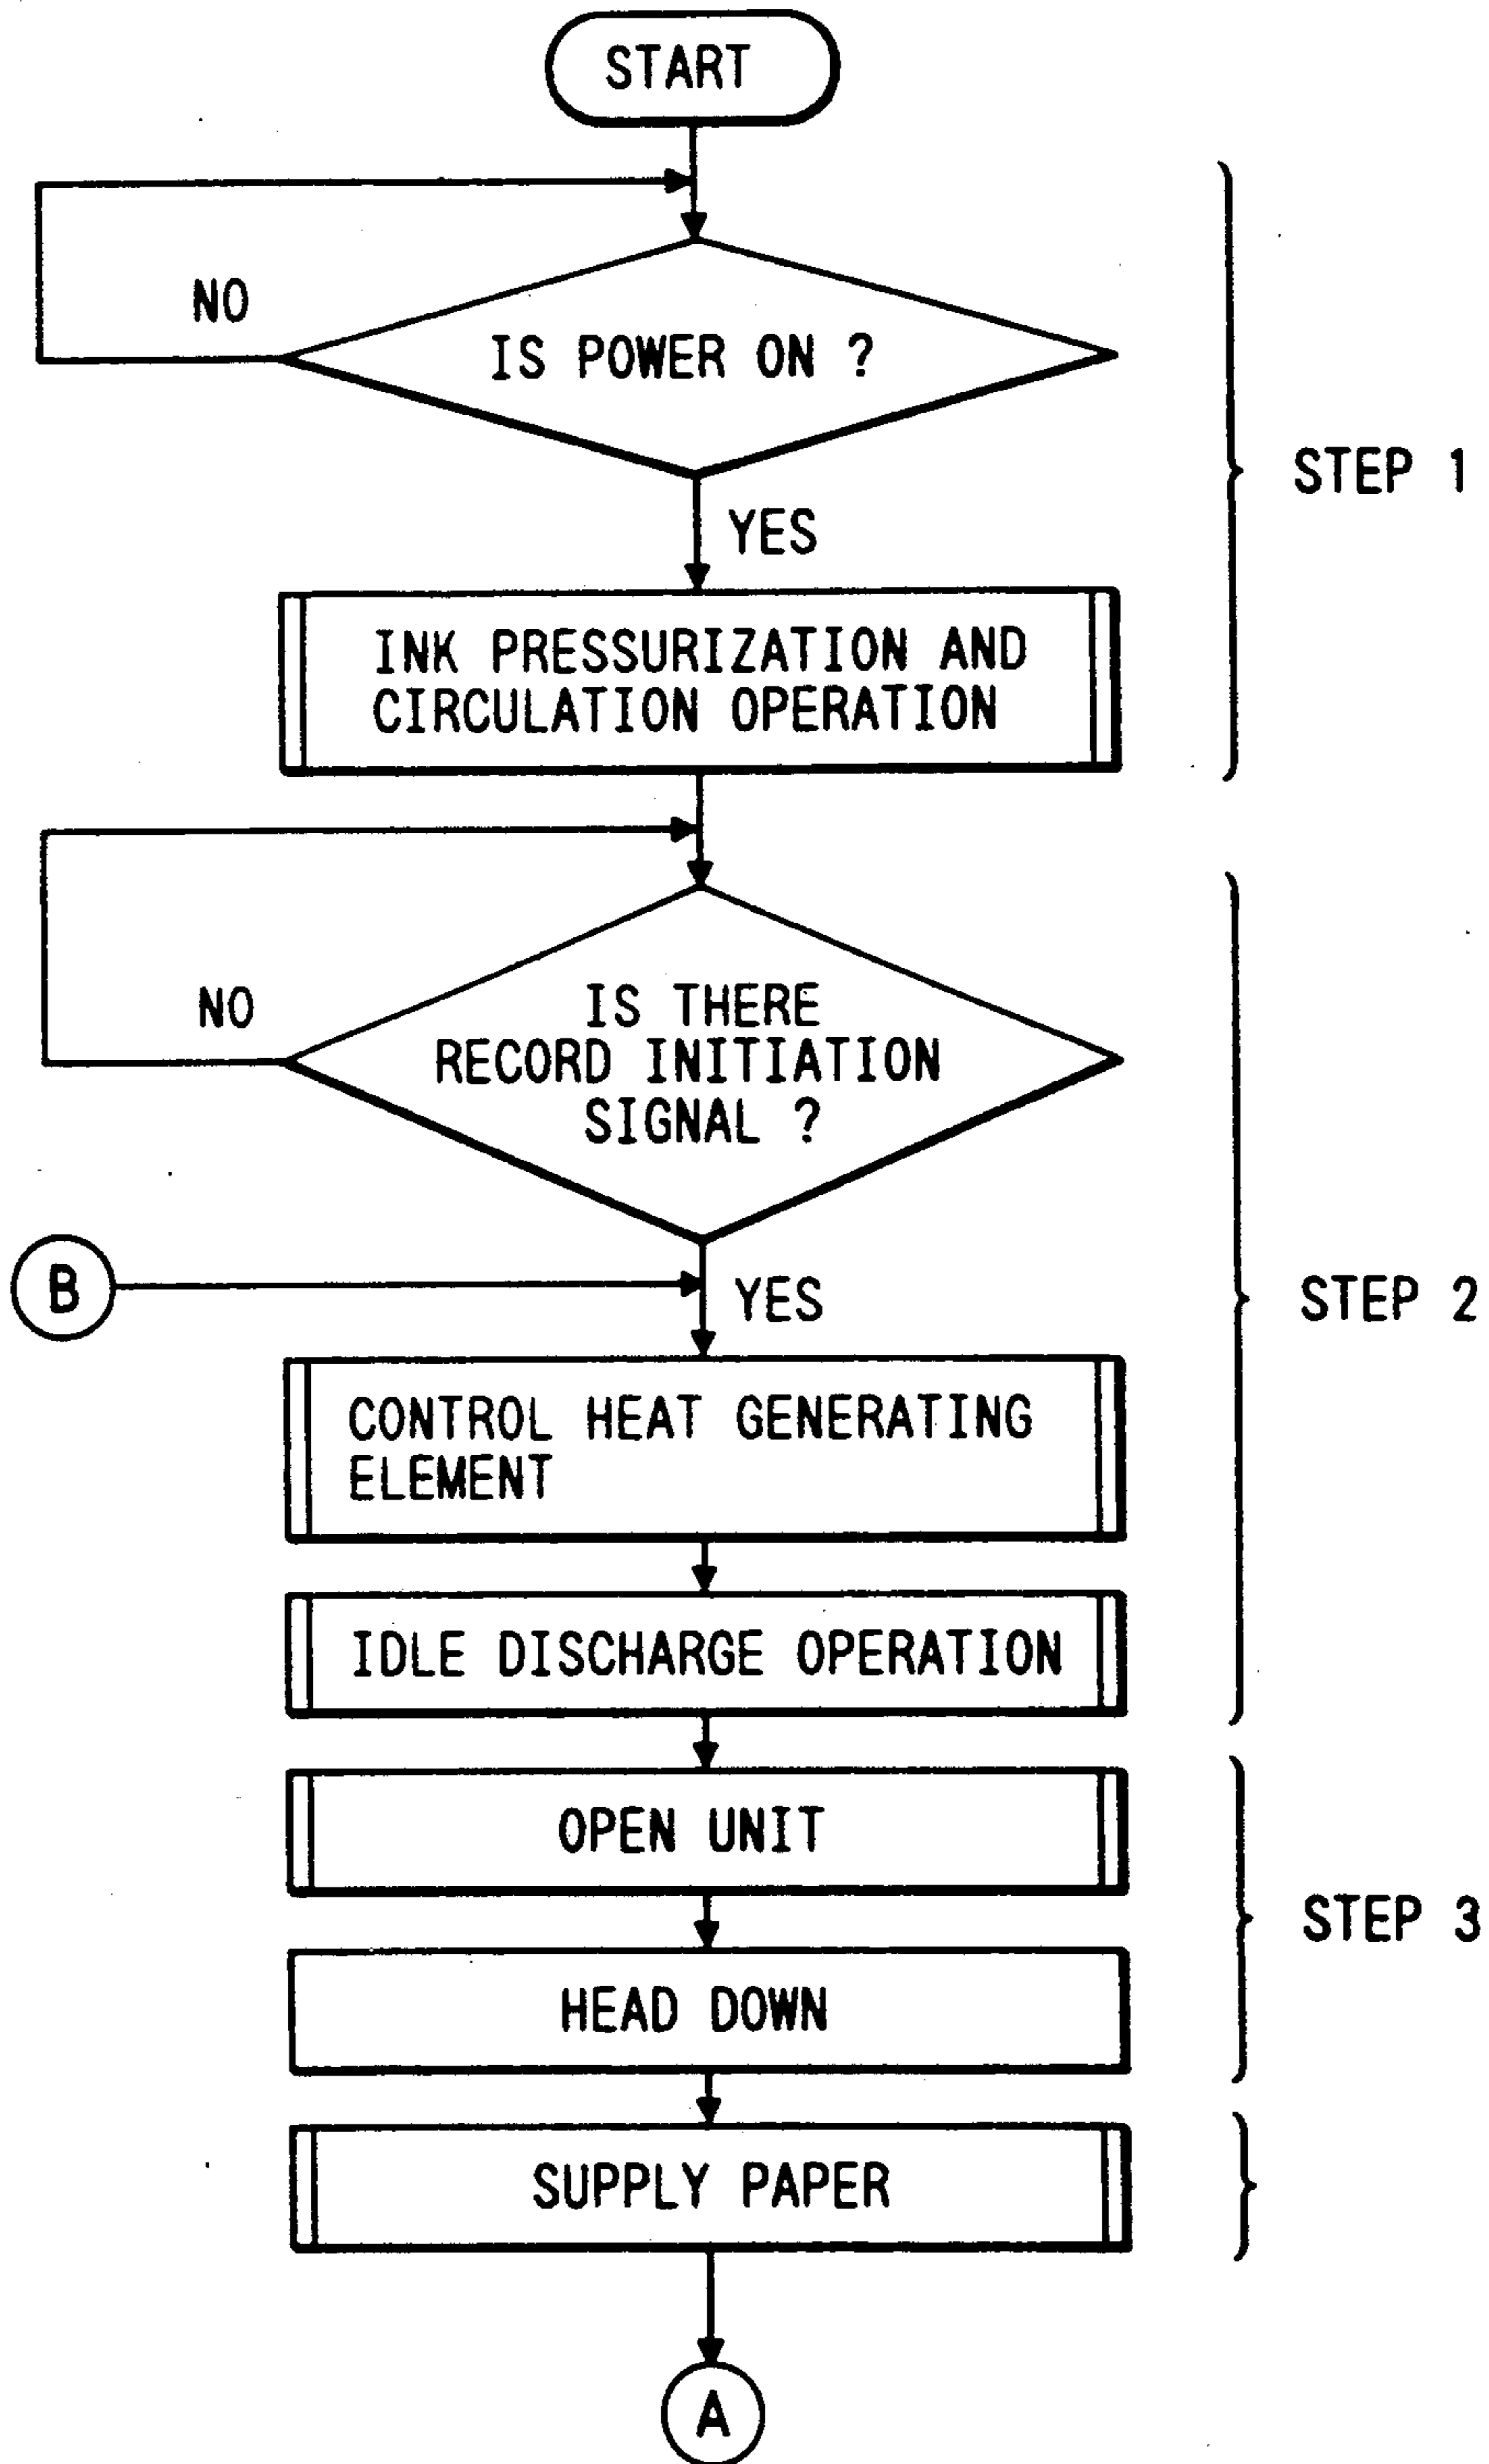 START
NO
IS POWER ON ?
STEP 1
YES
INK PRESSURIZATION AND
CIRCULATION OPERATION
NO
IS THERE
RECORD INITIATION
SIGNAL ?
B
YES
STEP 2
CONTROL HEAT GENERATING
ELEMENT
IDLE DISCHARGE OPERATION
OPEN UNIT
STEP 3
HEAD DOWN
SUPPLY PAPER
A